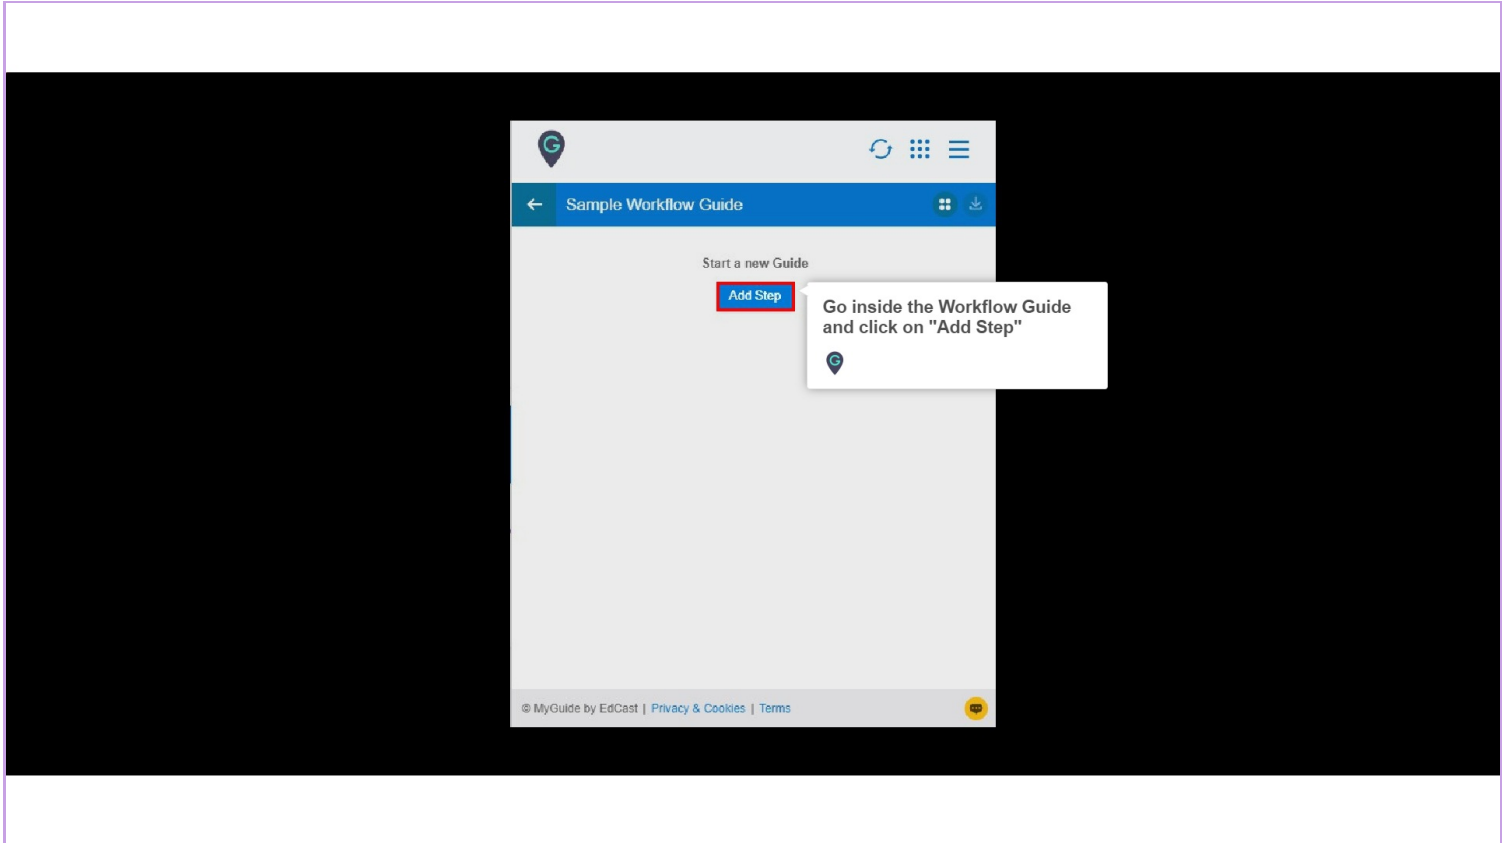 G
Sample Workflow Guide
Start a new Guide
Add Step
Go inside the Workflow Guide
and click on "Add Step"
G
© MyGuide by EdCast | Privacy & Cookies | Terms